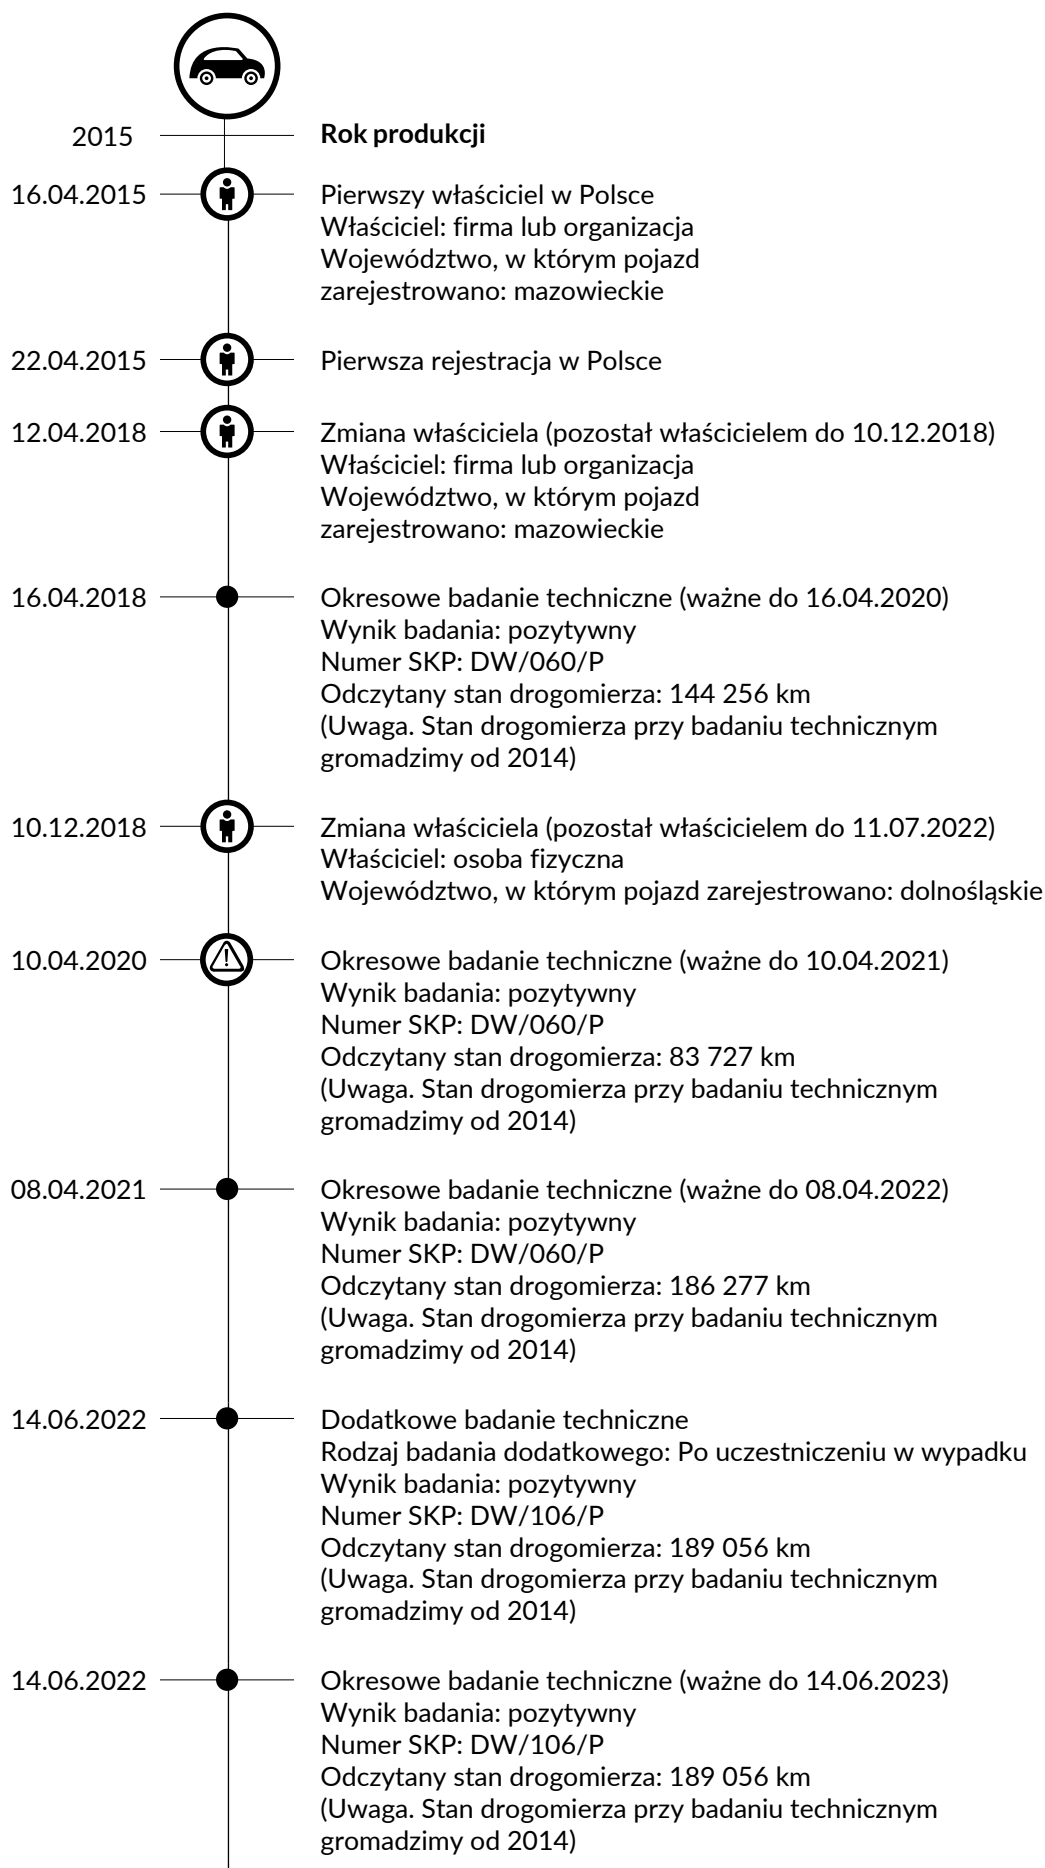 2015
Rok produkcji
16.04.2015
Pierwszy właściciel w Polsce
Właściciel: firma lub organizacja
Województwo, w którym pojazd
zarejestrowano: mazowieckie
22.04.2015
Pierwsza rejestracja w Polsce
12.04.2018
Zmiana właściciela (pozostał właścicielem do 10.12.2018)
Właściciel: firma lub organizacja
Województwo, w którym pojazd
zarejestrowano: mazowieckie
16.04.2018
Okresowe badanie techniczne (ważne do 16.04.2020)
Wynik badania: pozytywny
Numer SKP: DW/060/P
Odczytany stan drogomierza: 144 256 km
(Uwaga. Stan drogomierza przy badaniu technicznym
gromadzimy od 2014)
10.12.2018
Zmiana właściciela (pozostał właścicielem do 11.07.2022)
Właściciel: osoba fizyczna
Województwo, w którym pojazd zarejestrowano: dolnośląskie
10.04.2020
Okresowe badanie techniczne (ważne do 10.04.2021)
Wynik badania: pozytywny
Numer SKP: DW/060/P
Odczytany stan drogomierza: 83 727 km
(Uwaga. Stan drogomierza przy badaniu technicznym
gromadzimy od 2014)
08.04.2021
Okresowe badanie techniczne (ważne do 08.04.2022)
Wynik badania: pozytywny
Numer SKP: DW/060/P
Odczytany stan drogomierza: 186 277 km
(Uwaga. Stan drogomierza przy badaniu technicznym
gromadzimy od 2014)
14.06.2022
Dodatkowe badanie techniczne
Rodzaj badania dodatkowego: Po uczestniczeniu w wypadku
Wynik badania: pozytywny
Numer SKP: DW/106/P
Odczytany stan drogomierza: 189 056 km
(Uwaga. Stan drogomierza przy badaniu technicznym
gromadzimy od 2014)
14.06.2022
Okresowe badanie techniczne (ważne do 14.06.2023)
Wynik badania: pozytywny
Numer SKP: DW/106/P
Odczytany stan drogomierza: 189 056 km
(Uwaga. Stan drogomierza przy badaniu technicznym
gromadzimy od 2014)